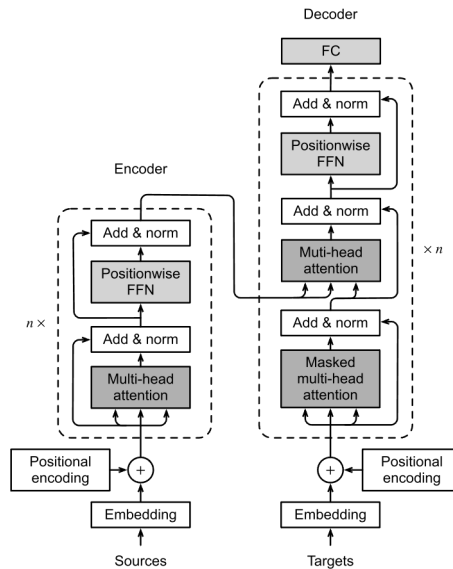 Decoder
FC
Add & norm
Positionwise
FFN
Add & norm
Muti-head
attention
× n
Add & norm
Masked
multi-head
attention
Positional
encoding
+
Embedding
Targets
Encoder
Add & norm
Positionwise
FFN
n ×
Add & norm
Multi-head
attention
Positional
encoding
+
Embedding
Sources